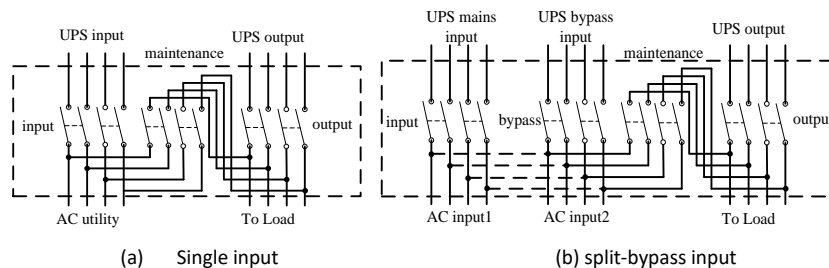 UPS input
UPS output
maintenance
input
output
AC utility
To Load
(a) Single input
UPS mains
input
UPS bypass
input
UPS output
maintenance
input
bypass
output
AC input1
AC input2
To Load
(b) split-bypass input